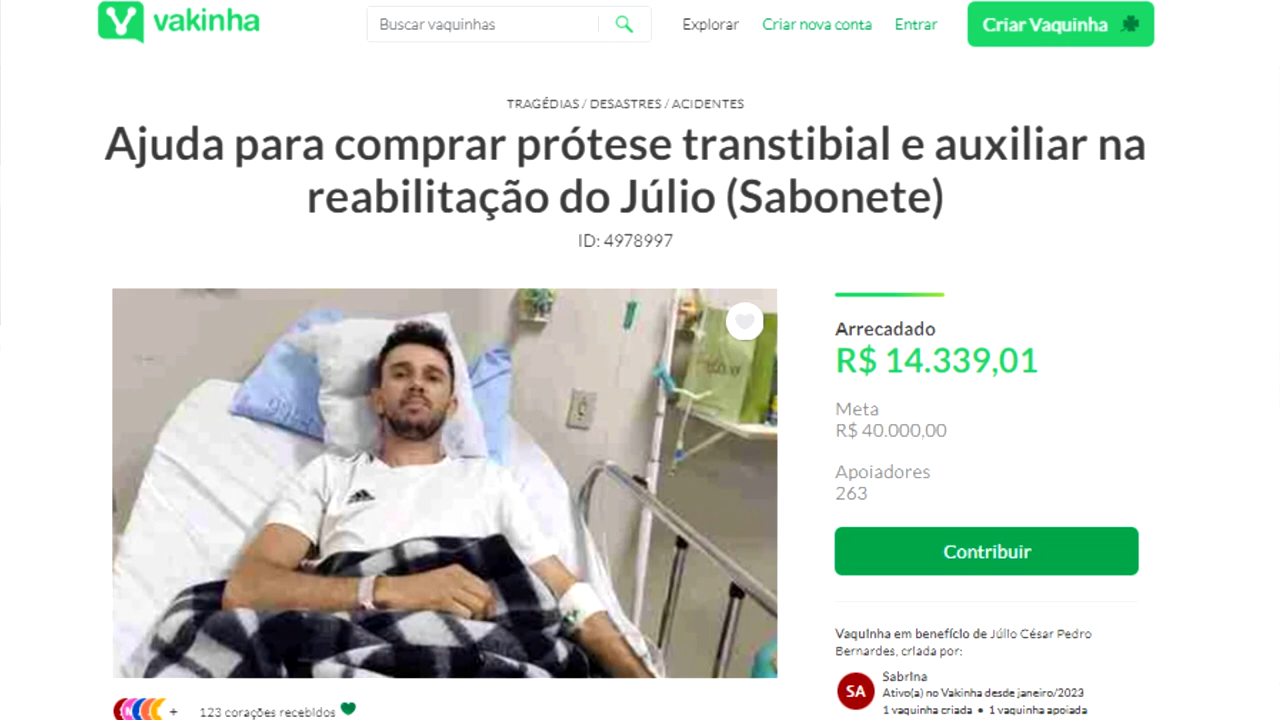 vakinha
Buscar vaquinhas
Explorar
Criar nova conta
Entrar
Criar Vaquinha
TRAGÉDIAS / DESASTRES / ACIDENTES
Ajuda para comprar prótese transtibial e auxiliar na
reabilitação do Júlio (Sabonete)
ID: 4978997
Arrecadado
R$ 14.339,01
Meta
R$ 40.000,00
Apoiadores
263
Contribuir
Vaquinha em benefício de Júlio César Pedro
Bernardes, criada por:
SA
Sabrina
Ativo(a) no Vakinha desde janeiro/2023
1 vaquinha criada • 1 vaquinha apoiada
+ 123 corações recebidos